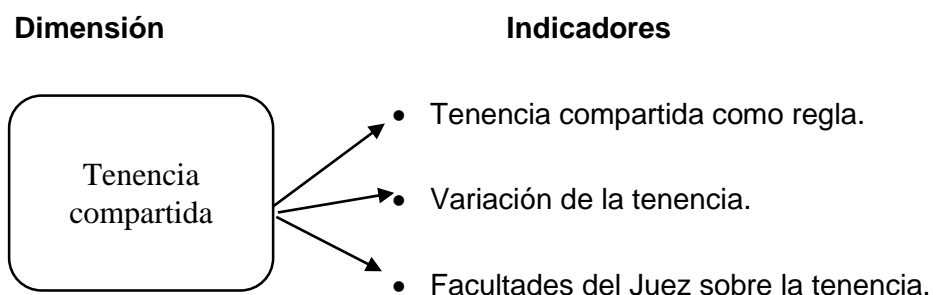 Dimensión Indicadores
• Tenencia compartida como regla.
Tenencia
compartida
• Variación de la tenencia.
• Facultades del Juez sobre la tenencia.